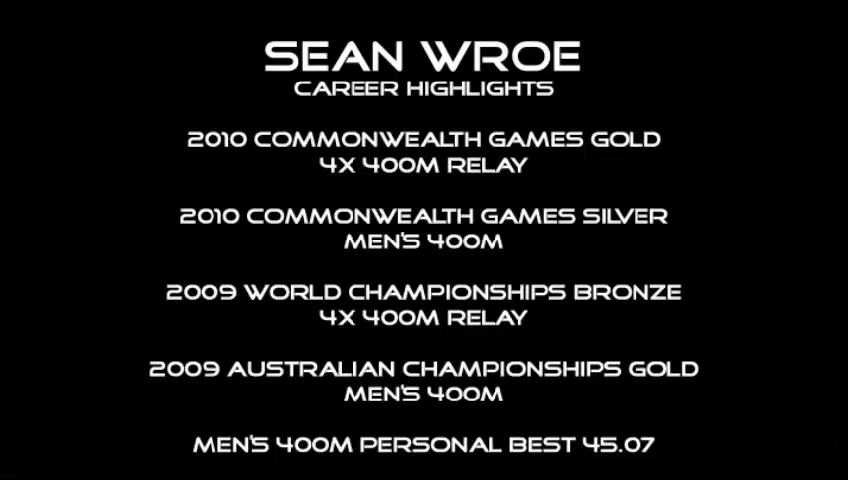 SEAN WROE
CAREER HIGHLIGHTS
2010 COMMONWEALTH GAMES GOLD
4X 400M RELAY
2010 COMMONWEALTH GAMES SILVER
MEN'S 400M
2009 WORLD CHAMPIONSHIPS BRONZE
4X 400M RELAY
2009 AUSTRALIAN CHAMPIONSHIPS GOLD
MEN'S 400M
MEN'S 400M PERSONAL BEST 45.07